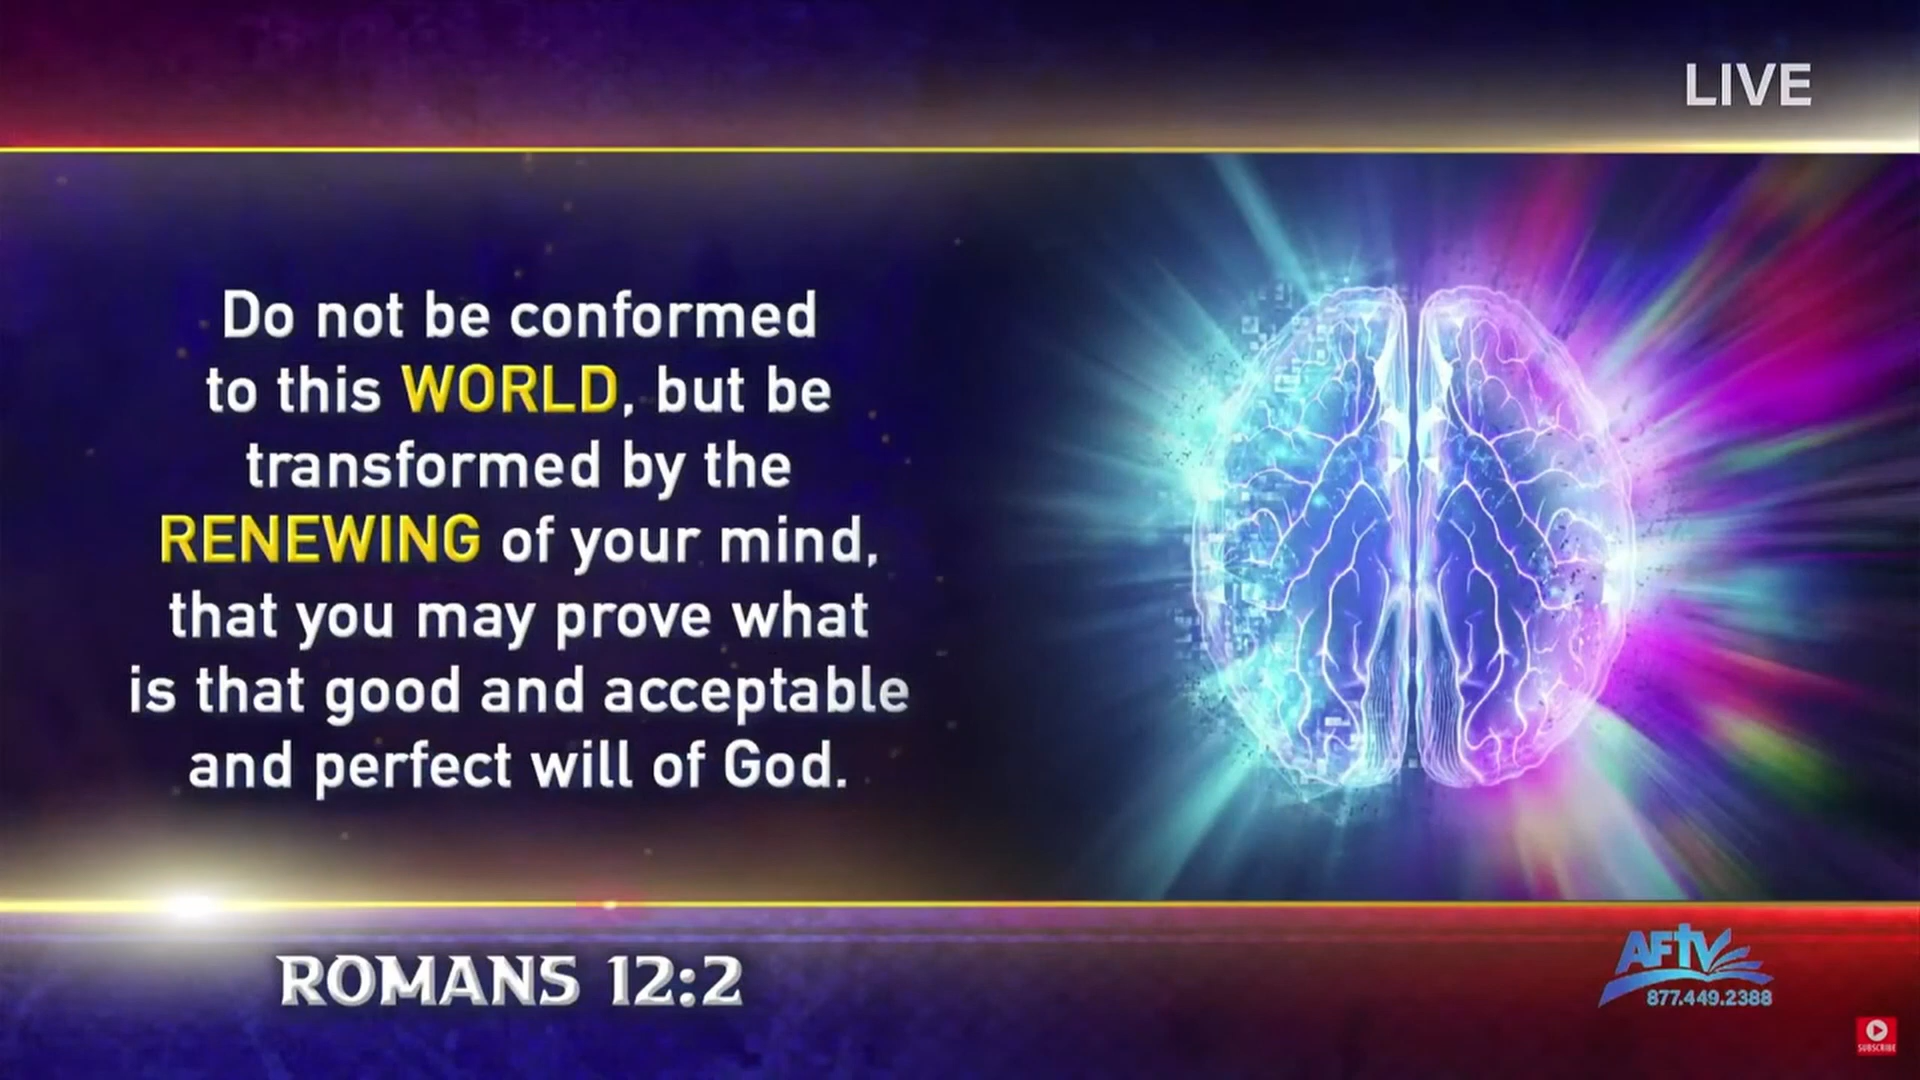 LIVE
Do not be conformed
to this WORLD, but be
transformed by the
RENEWING of your mind,
that you may prove what
is that good and acceptable
and perfect will of God.
ROMANS 12:2
AFTV
877.449.2388
SUBSCRIBE